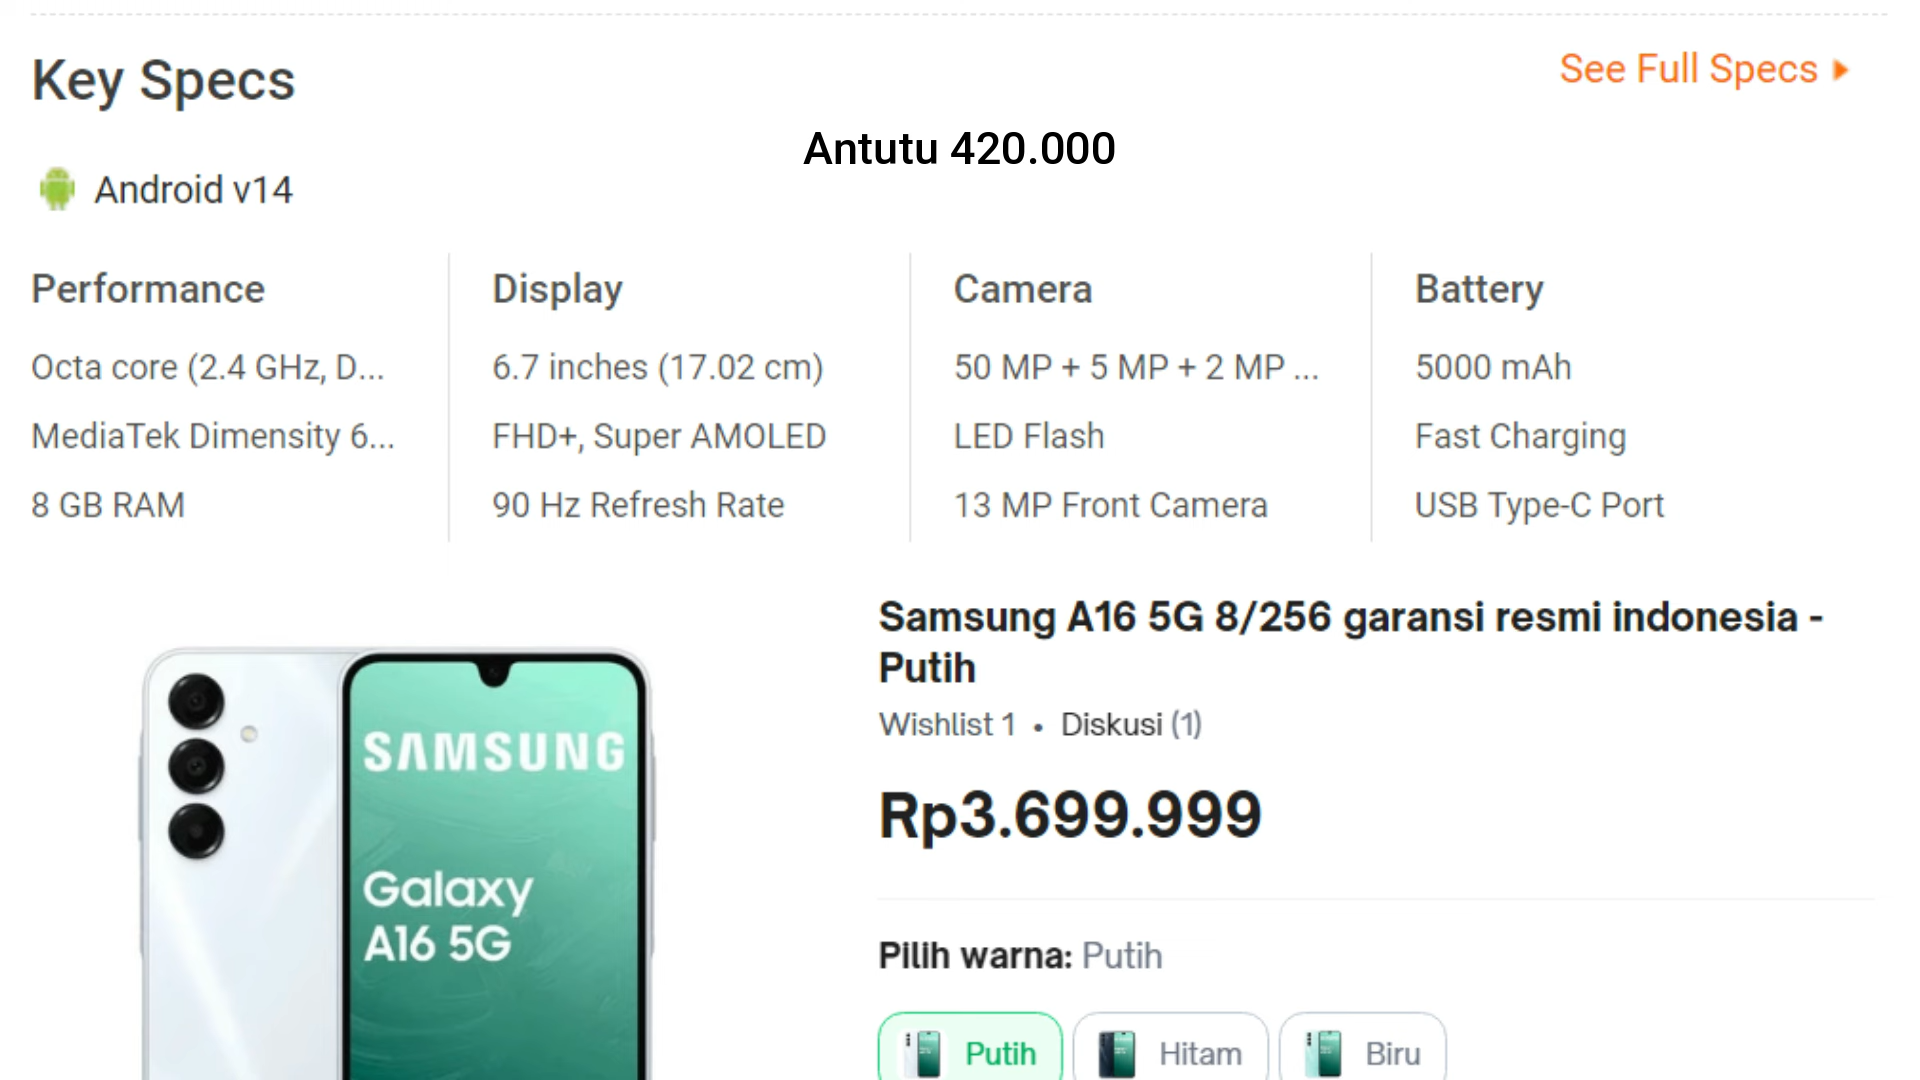 Key Specs
See Full Specs
Antutu 420.000
Android v14
Performance
Octa core (2.4 GHz, D...
MediaTek Dimensity 6...
8 GB RAM
Display
6.7 inches (17.02 cm)
FHD+, Super AMOLED
90 Hz Refresh Rate
Camera
50 MP + 5 MP + 2 MP ...
LED Flash
13 MP Front Camera
Battery
5000 mAh
Fast Charging
USB Type-C Port
SAMSUNG
Galaxy
A16 5G
Samsung A16 5G 8/256 garansi resmi indonesia -
Putih
Wishlist 1 • Diskusi (1)
Rp3.699.999
Pilih warna: Putih
Putih
Hitam
Biru